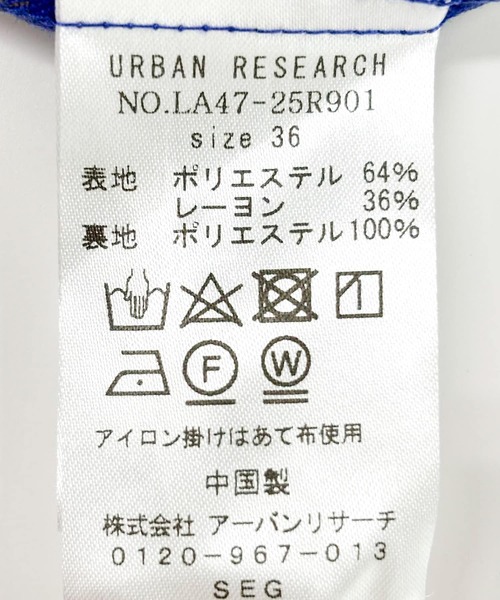 URBAN RESEARCH
NO.LA47-25R901
size 36
表地 ポリエステル 64%
レーヨン 36%
裏地 ポリエステル 100%
F W
アイロン掛けはあて布使用
中国製
株式会社 アーバンリサーチ
0120-967-013
SEG